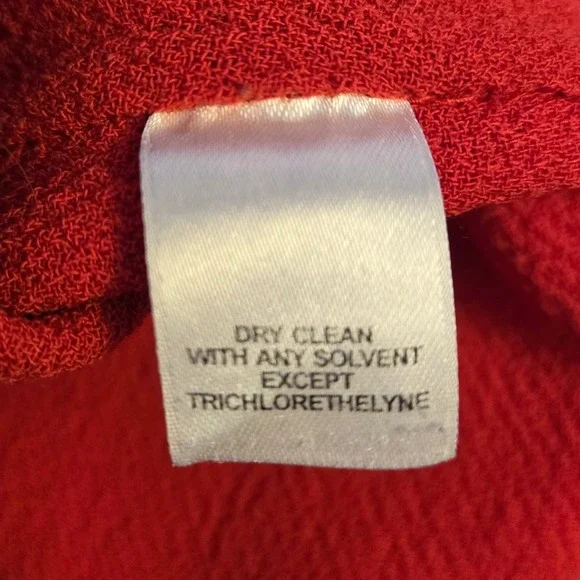 DRY CLEAN
WITH ANY SOLVENT
EXCEPT
TRICHLORETHELYNE